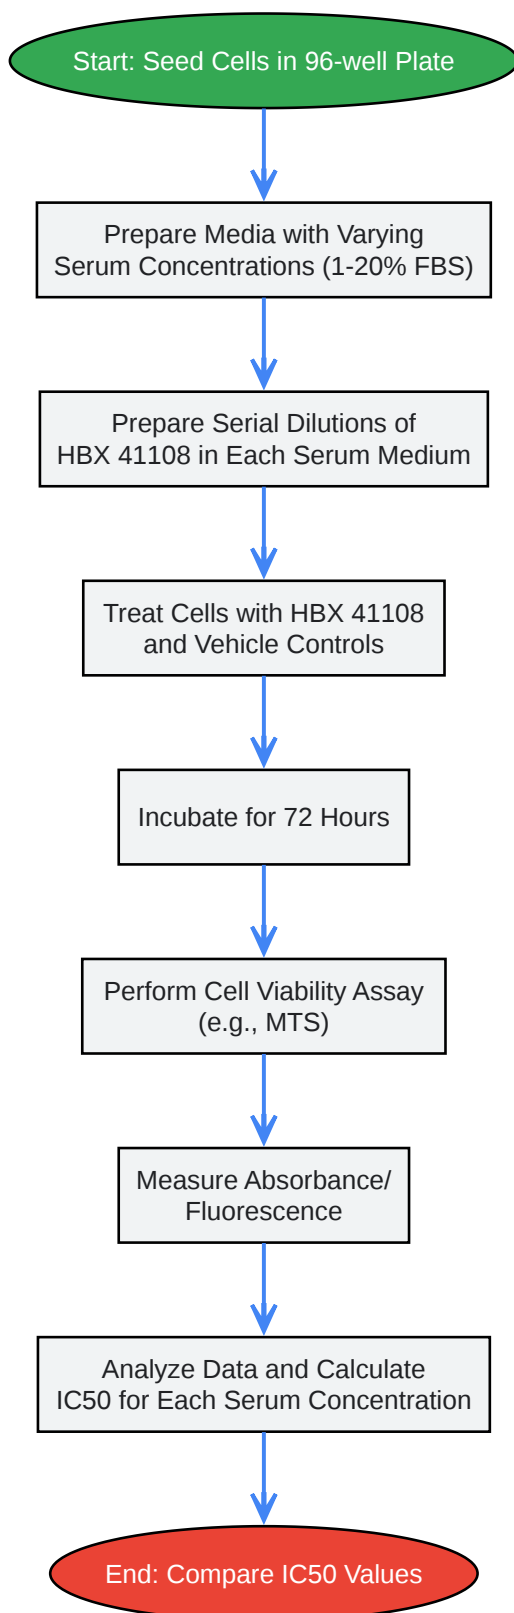 Start: Seed Cells in 96-well Plate
Prepare Media with Varying
Serum Concentrations (1-20% FBS)
Prepare Serial Dilutions of
HBX 41108 in Each Serum Medium
Treat Cells with HBX 41108
and Vehicle Controls
Incubate for 72 Hours
Perform Cell Viability Assay
(e.g., MTS)
Measure Absorbance/
Fluorescence
Analyze Data and Calculate
IC50 for Each Serum Concentration
End: Compare IC50 Values